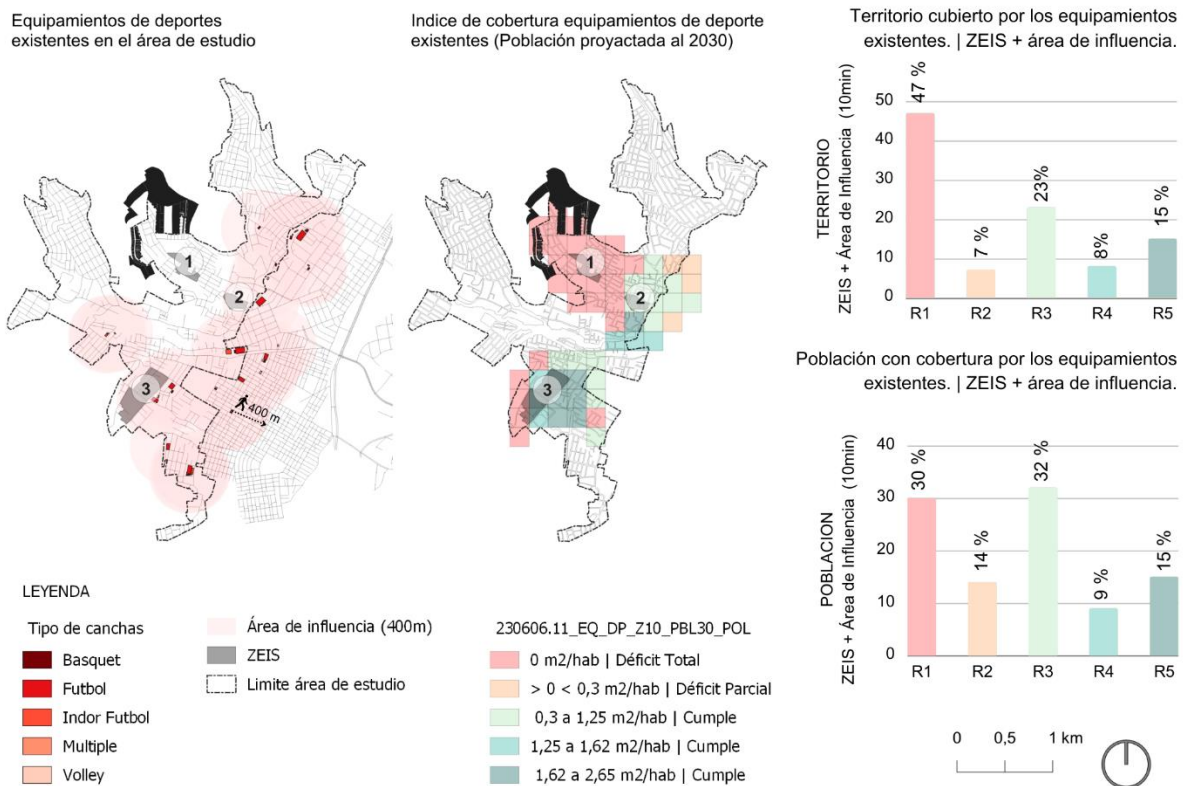 Equipamientos de deportes
existentes en el área de estudio
1
2
3
400 m
Indice de cobertura equipamientos de deporte
existentes (Población proyactada al 2030)
1
2
3
Territorio cubierto por los equipamientos
existentes. | ZEIS + área de influencia.
TERRITORIO
ZEIS + Área de Influencia (10min)
50
40
30
20
10
0
47 %
7 %
23%
8%
15 %
R1
R2
R3
R4
R5
Población con cobertura por los equipamientos
existentes. | ZEIS + área de influencia.
POBLACION
ZEIS + Área de Influencia (10min)
40
30
20
10
0
30 %
14 %
32 %
9 %
15 %
R1
R2
R3
R4
R5
LEYENDA
Tipo de canchas
Basquet
Futbol
Indor Futbol
Multiple
Volley
Área de influencia (400m)
ZEIS
Limite área de estudio
230606.11_EQ_DP_Z10_PBL30_POL
0 m2/hab | Déficit Total
> 0 < 0,3 m2/hab | Déficit Parcial
0,3 a 1,25 m2/hab | Cumple
1,25 a 1,62 m2/hab | Cumple
1,62 a 2,65 m2/hab | Cumple
0 0,5 1 km